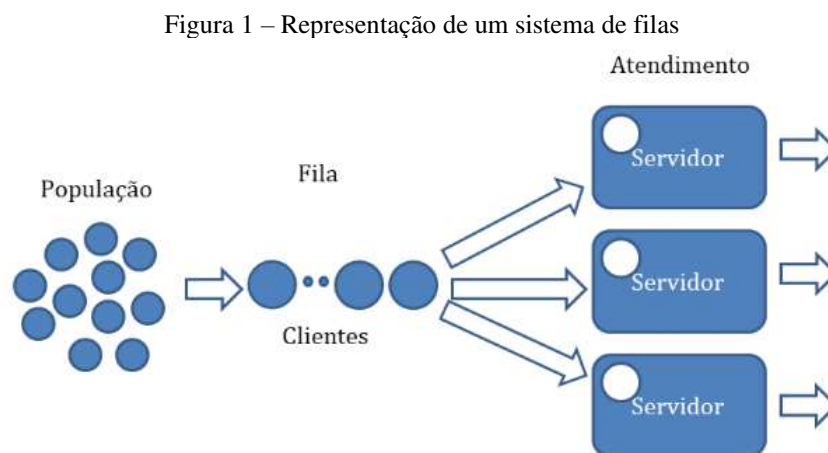 Figura 1 – Representação de um sistema de filas
Atendimento
Servidor
Fila
População
Servidor
Clientes
Servidor